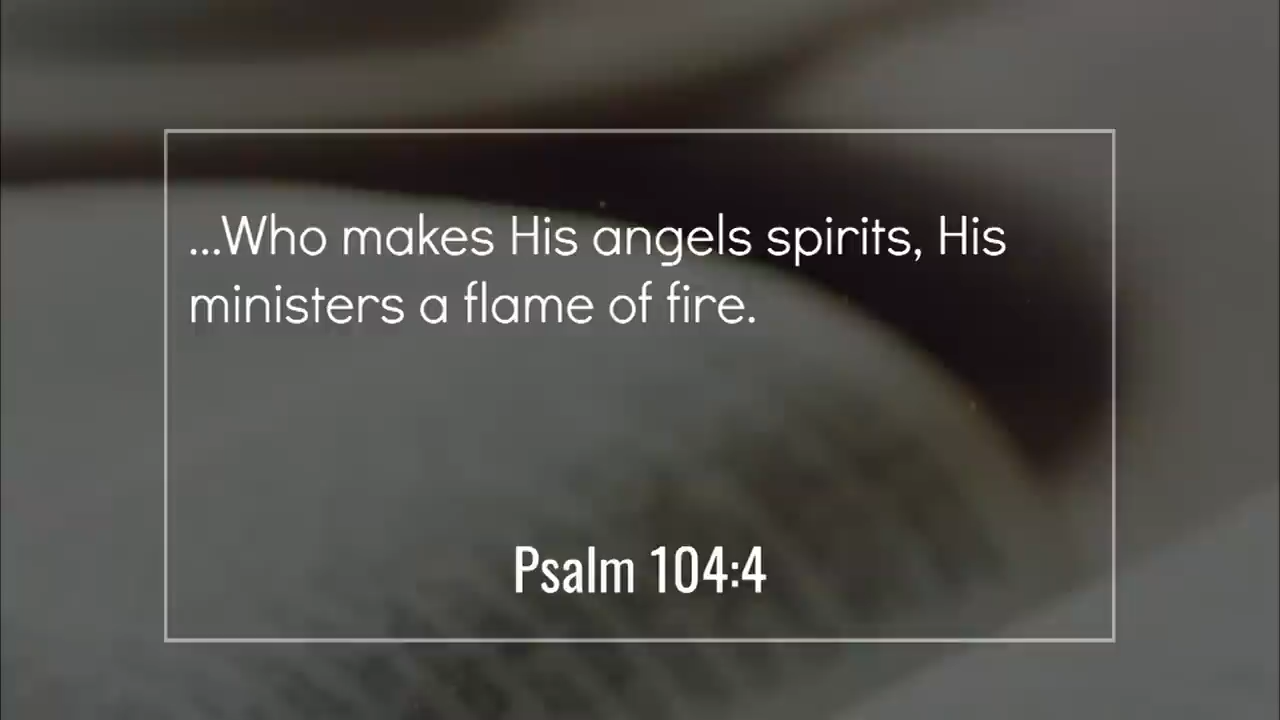 ...Who makes His angels spirits, His
ministers a flame of fire.
Psalm 104:4